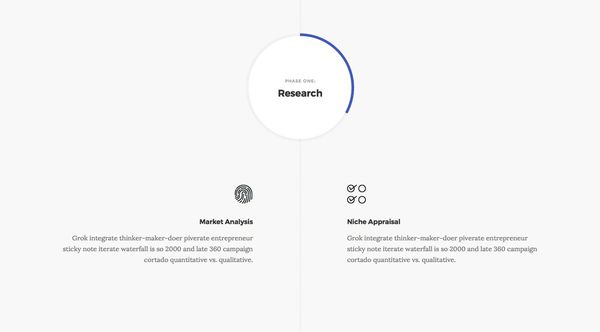 PHASE ONE:
Research
Market Analysis
Grok integrate thinker-maker-doer piverate entrepreneur
sticky note iterate waterfall is so 2000 and late 360 campaign
cortado quantitative vs. qualitative.
Niche Appraisal
Grok integrate thinker-maker-doer piverate entrepreneur
sticky note iterate waterfall is so 2000 and late 360 campaign
cortado quantitative vs. qualitative.